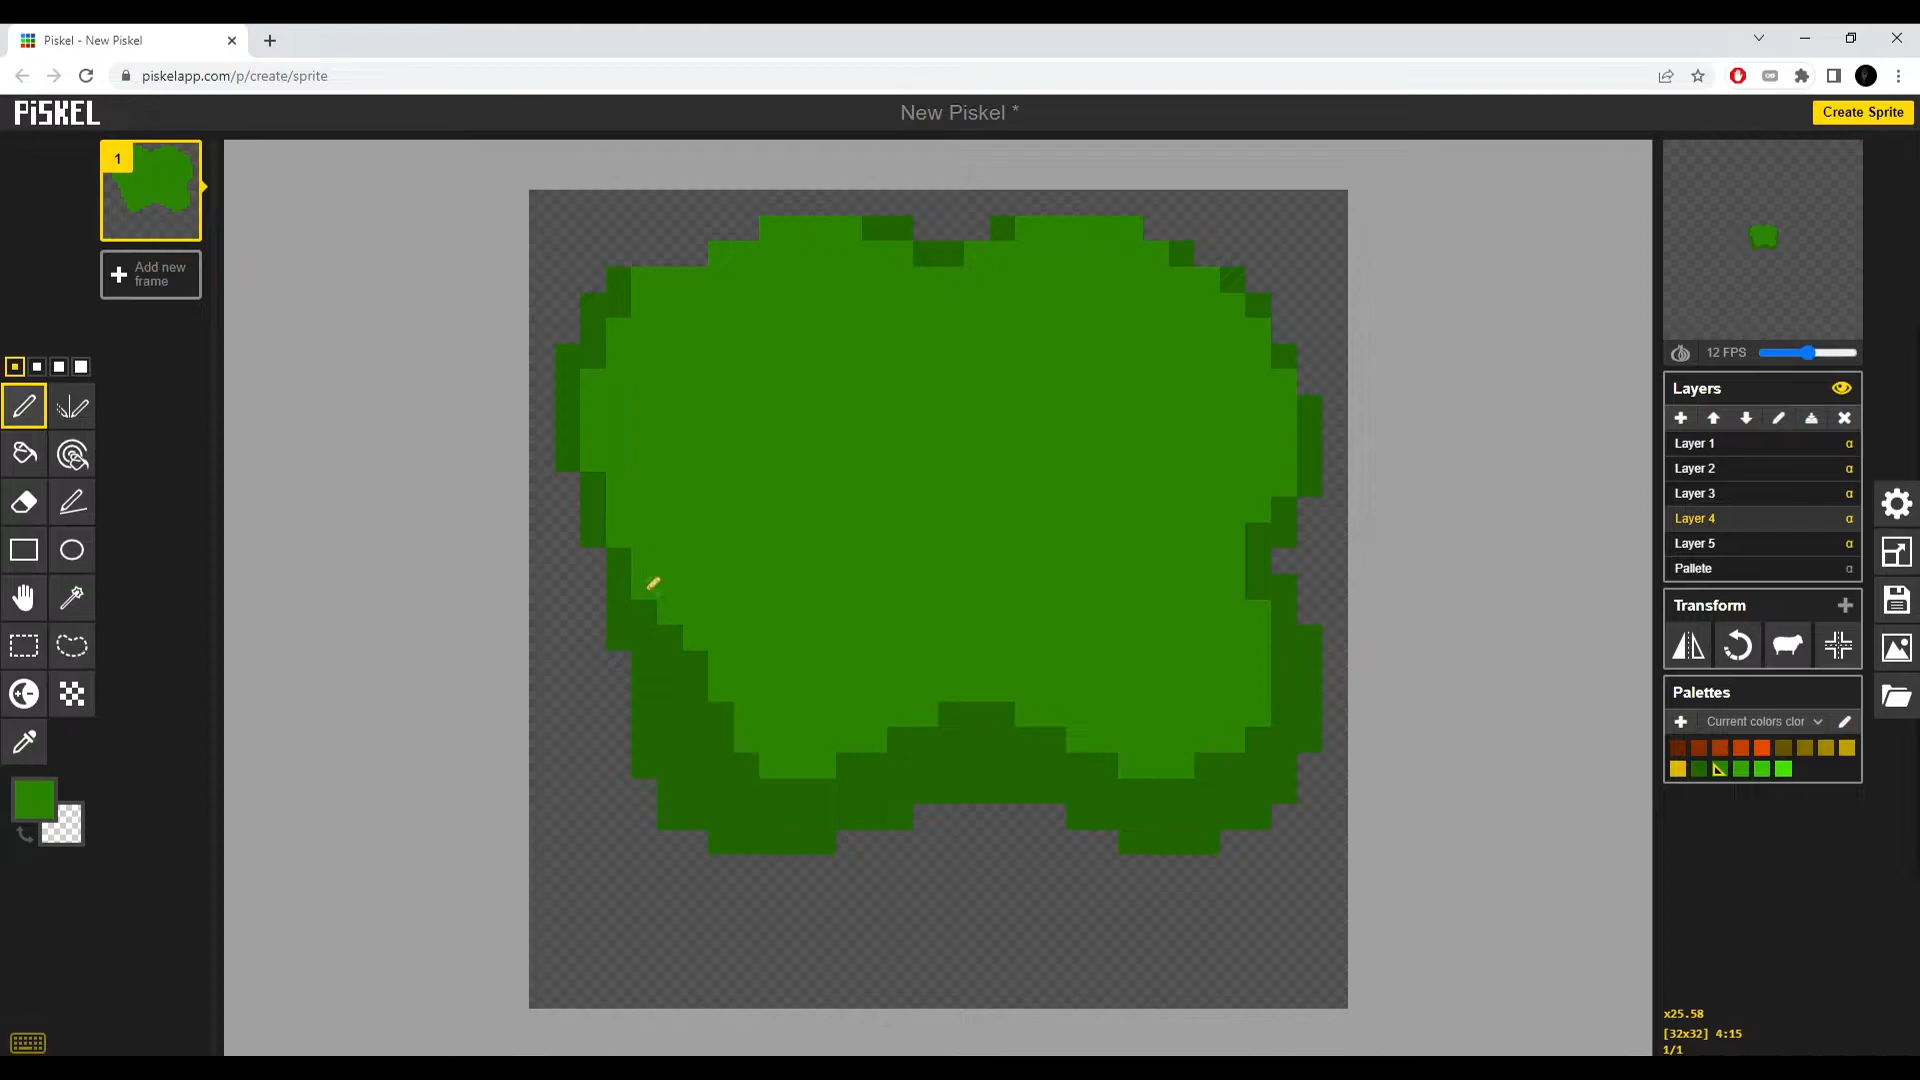 Piskel - New Piskel
piskelapp.com/p/create/sprite
PiSKEL
New Piskel *
Create Sprite
1
Add new
frame
12 FPS
Layers
Layer 1 α
Layer 2 α
Layer 3 α
Layer 4 α
Layer 5 α
Pallete α
Transform
Palettes
Current colors clor
x25.58
[32x32] 4:15
1/1